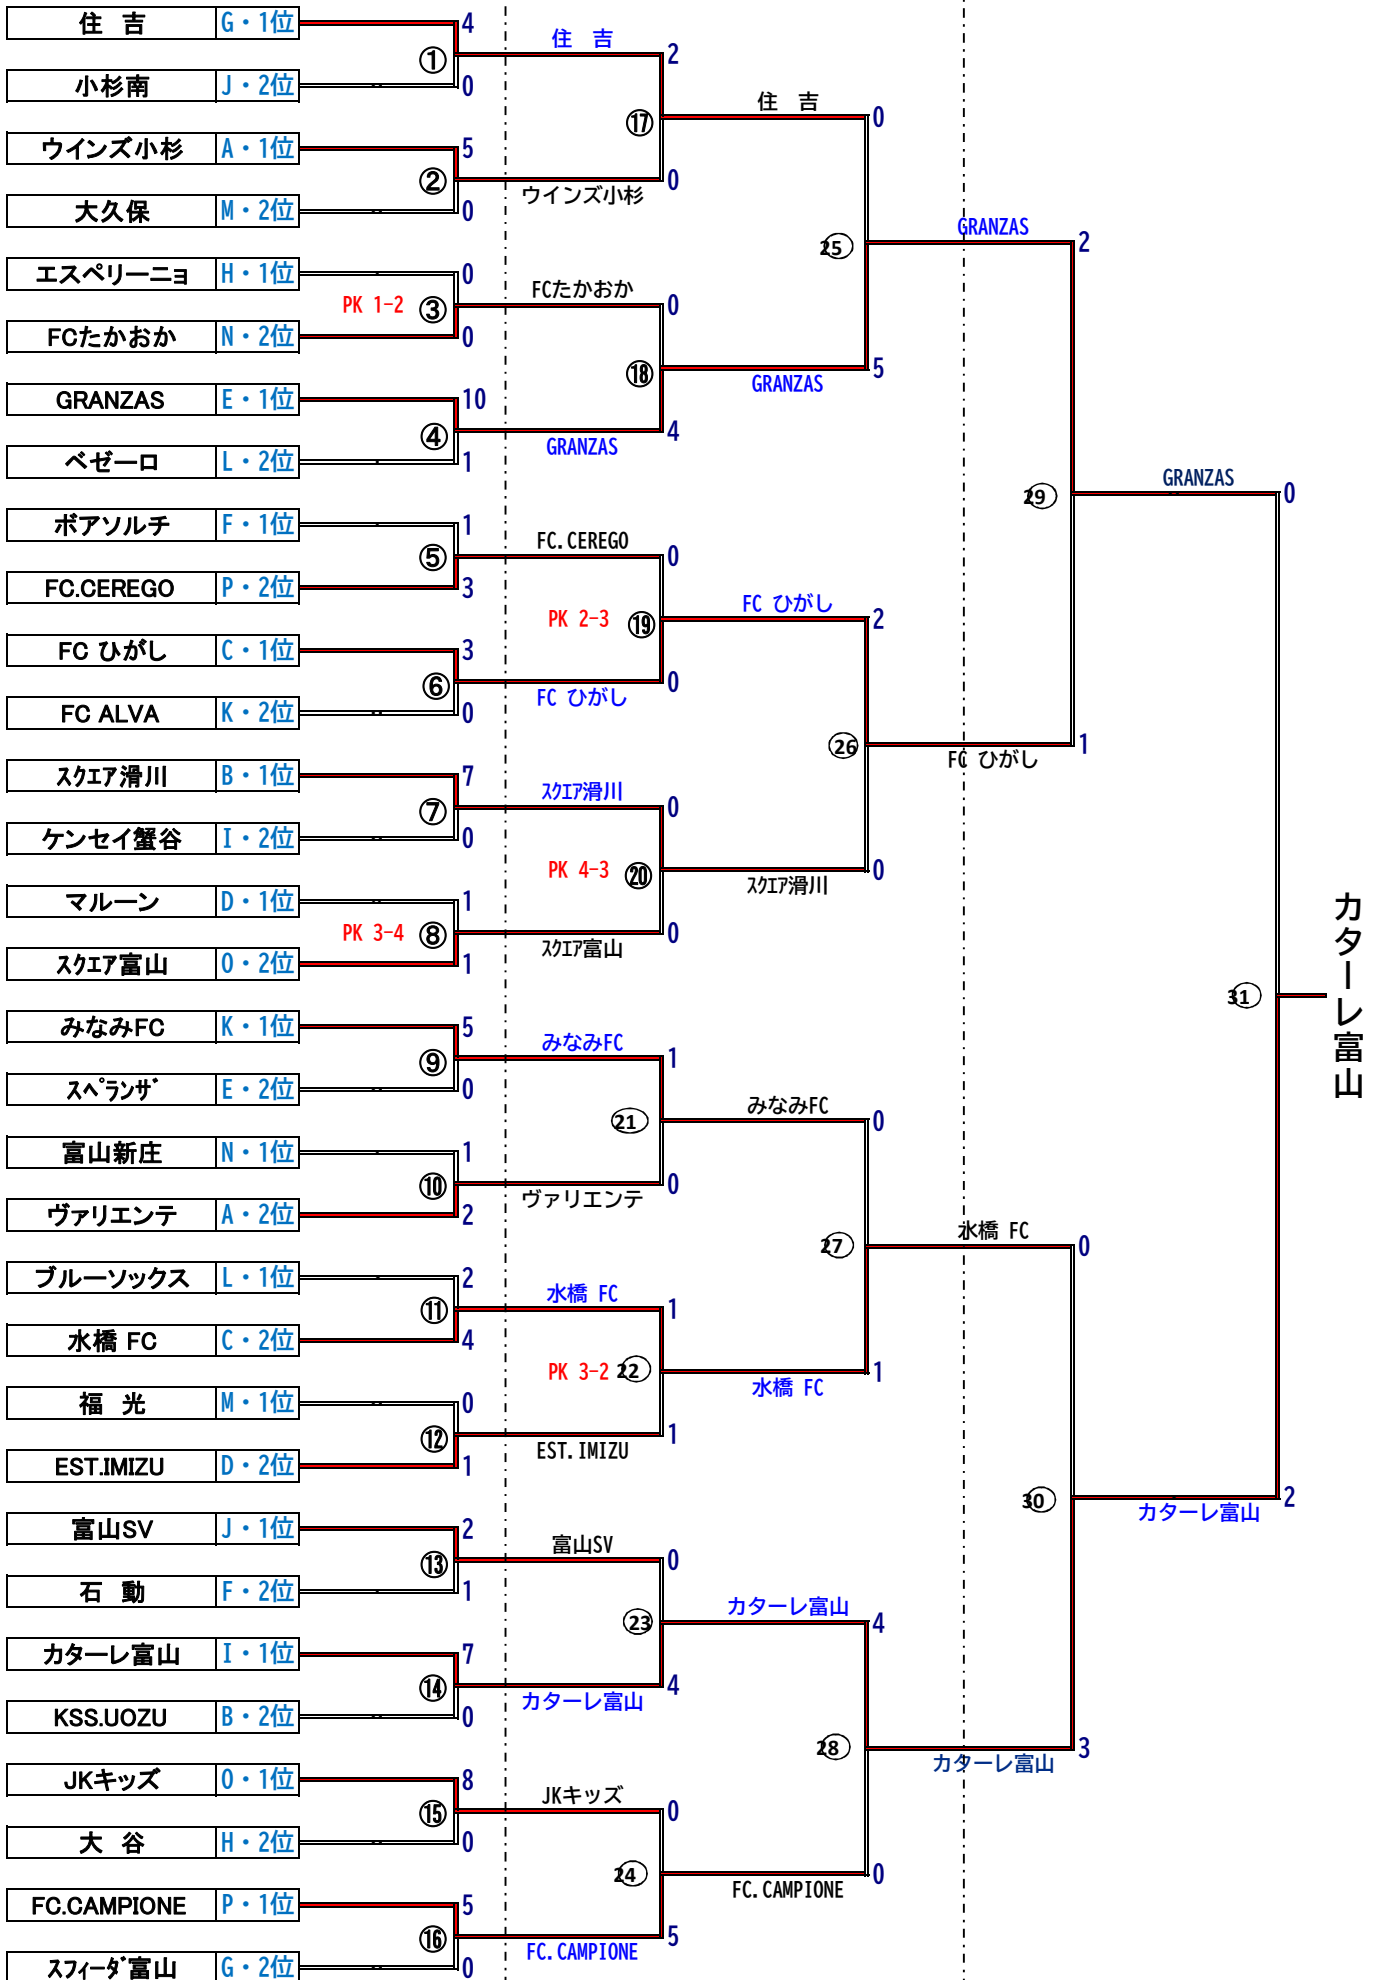 住 吉 G・1位 4
① 住 吉 2
小杉南 J・2位 0
住 吉 0
⑰
ウインズ小杉 A・1位 5
② ウインズ小杉 0
大久保 M・2位 0
25 GRANZAS 2
エスペリーニョ H・1位 0
PK 1-2 ③ FCたかおか 0
FCたかおか N・2位 0
⑱ GRANZAS 5
GRANZAS E・1位 10
④ GRANZAS 4
ベゼーロ L・2位 1
29 GRANZAS 0
ボアソルチ F・1位 1
⑤ FC.CEREGO 0
FC.CEREGO P・2位 3
PK 2-3 ⑲ FC ひがし 2
FC ひがし C・1位 3
⑥ FC ひがし 0
FC ALVA K・2位 0
26 FC ひがし 1
スクエア滑川 B・1位 7
⑦ スクエア滑川 0
ケンセイ蟹谷 I・2位 0
PK 4-3 ⑳ スクエア滑川 0
マルーン D・1位 1
PK 3-4 ⑧ スクエア富山 0
スクエア富山 O・2位 1
31 カターレ富山
みなみFC K・1位 5
⑨ みなみFC 1
スペランザ E・2位 0
21 みなみFC 0
富山新庄 N・1位 1
⑩ ヴァリエンテ 0
ヴァリエンテ A・2位 2
27 水橋 FC 0
ブルーソックス L・1位 2
⑪ 水橋 FC 1
水橋 FC C・2位 4
PK 3-2 22 水橋 FC 1
福 光 M・1位 0
⑫ EST.IMIZU 1
EST.IMIZU D・2位 1
30 カターレ富山 2
富山SV J・1位 2
⑬ 富山SV 0
石 動 F・2位 1
23 カターレ富山 4
カターレ富山 I・1位 7
⑭ カターレ富山 4
KSS.UOZU B・2位 0
28 カターレ富山 3
JKキッズ O・1位 8
⑮ JKキッズ 0
大 谷 H・2位 0
24 FC.CAMPIONE 0
FC.CAMPIONE P・1位 5
⑯ FC.CAMPIONE 5
スフィーダ富山 G・2位 0